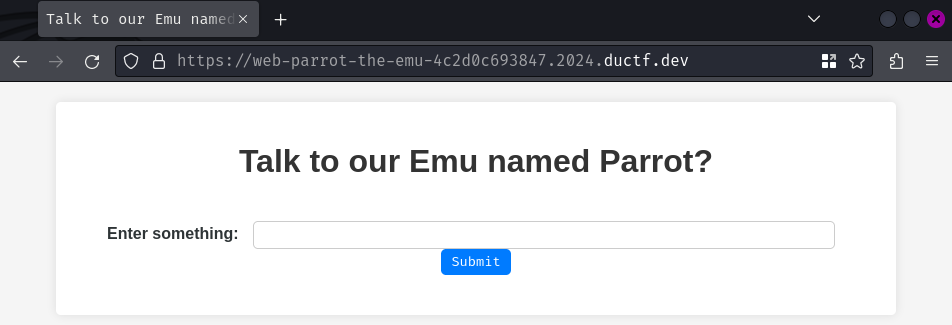 Talk to our Emu named
https://web-parrot-the-emu-4c2d0c693847.2024.ductf.dev
Talk to our Emu named Parrot?
Enter something:
Submit